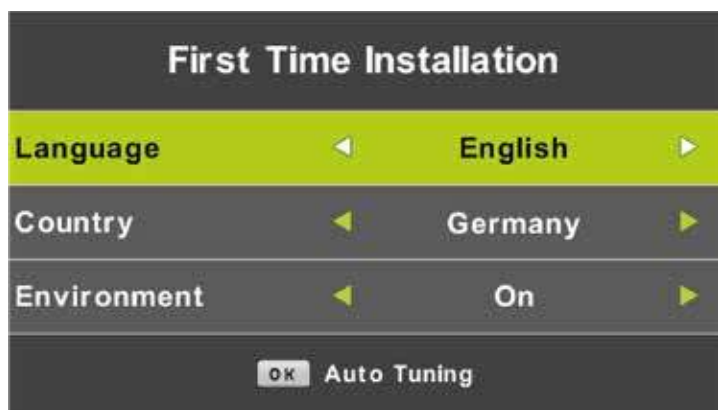 First Time Installation
Language English
Country Germany
Environment On
OK Auto Tuning